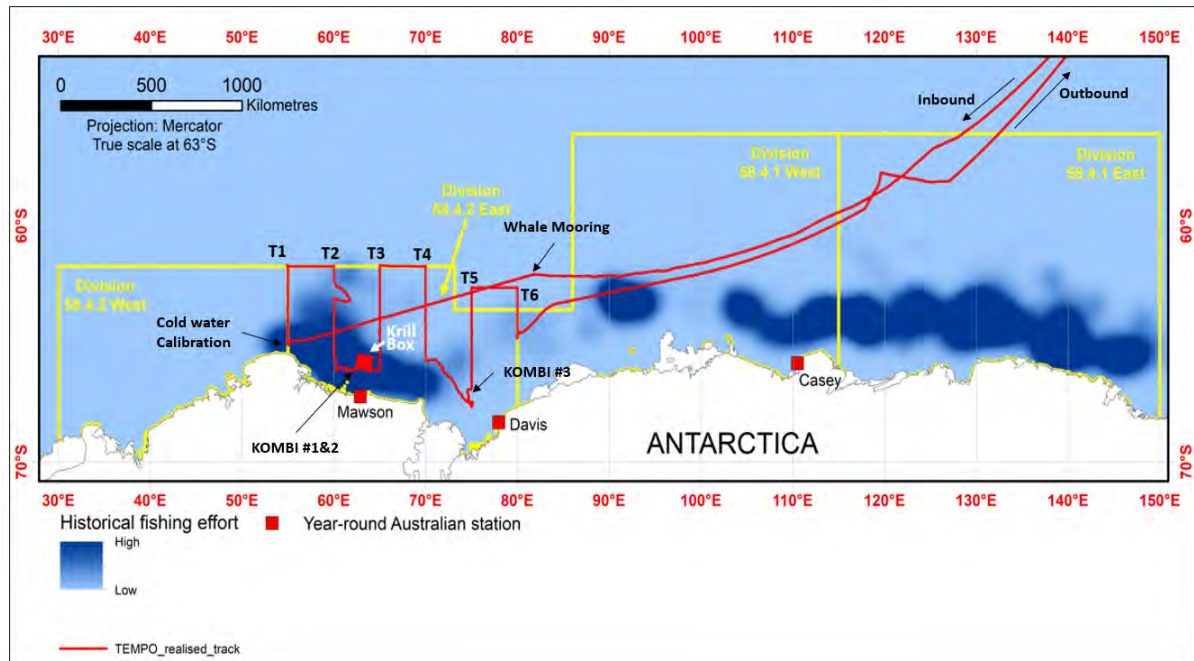 30°E 40°E 50°E 60°E 70°E 80°E 90°E 100°E 110°E 120°E 130°E 140°E 150°E
0 500 1000
Kilometres
Projection: Mercator
True scale at 63°S
Inbound
Outbound
Division
58.4.1 West
Division
58.4.1 East
Division
58.4.2 East
60°S
60°S
Whale Mooring
T1 T2 T3 T4
T5
T6
Division
58.4.2 West
Cold water
Calibration
Krill
Box
KOMBI #3
Casey
Mawson
Davis
KOMBI #1&2
ANTARCTICA
70°S
70°S
30°E 40°E 50°E 60°E 70°E 80°E 90°E 100°E 110°E 120°E 130°E 140°E 150°E
Historical fishing effort
Year-round Australian station
High
Low
TEMPO_realised_track